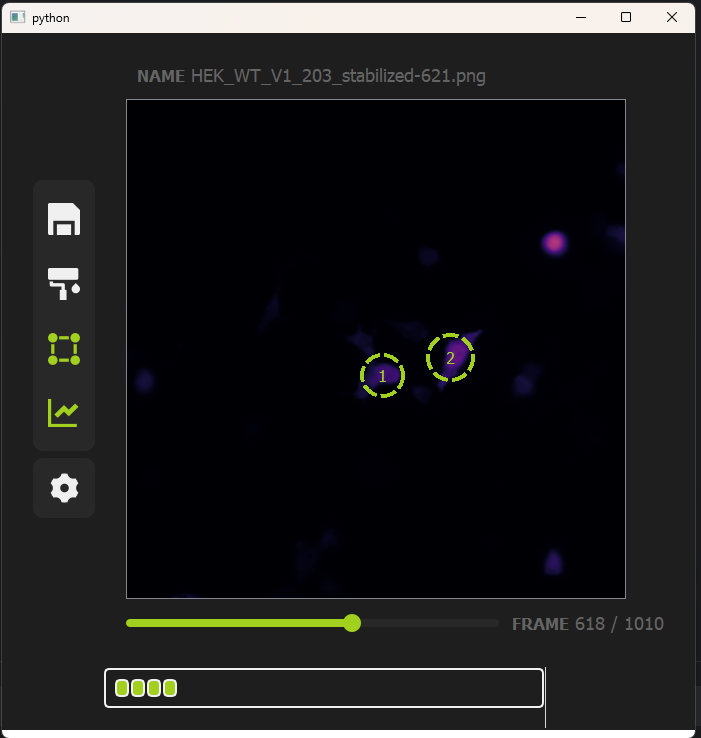 python
NAME HEK_WT_V1_203_stabilized-621.png
1
2
FRAME 618 / 1010